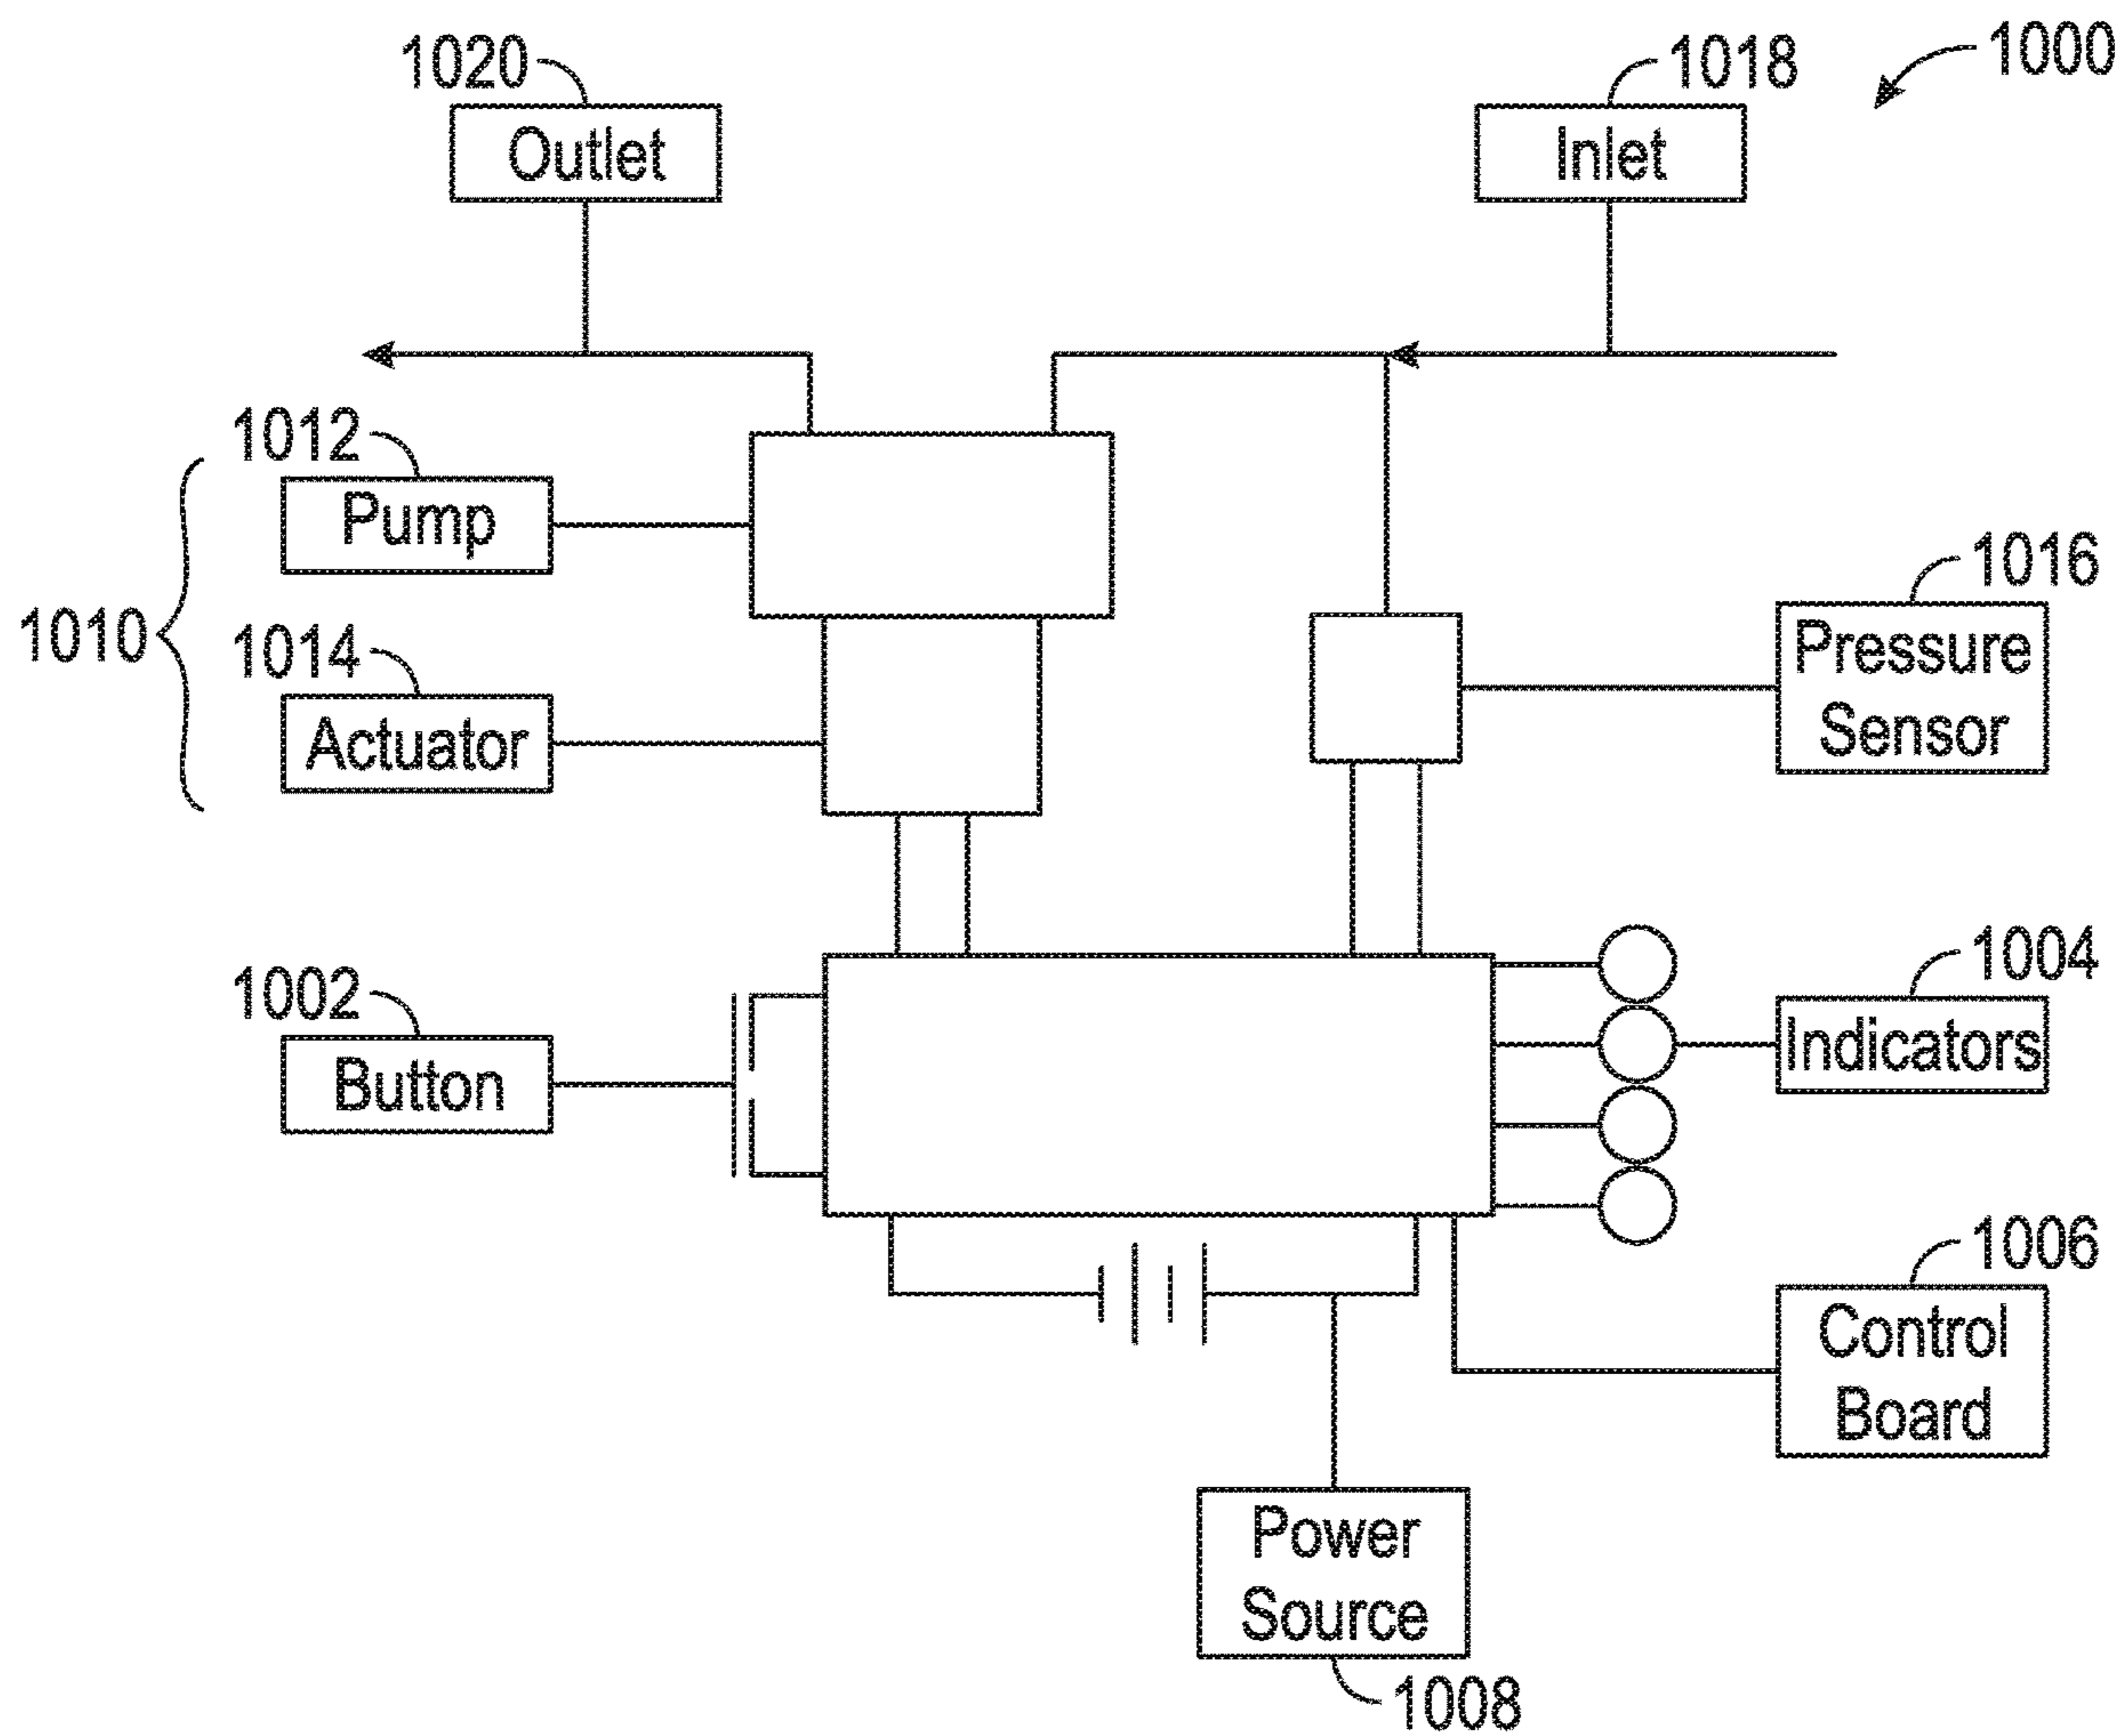 1020
1018
1000
Outlet
Inlet
1012
Pump
1010
1014
Actuator
1016
Pressure
Sensor
1002
Button
1004
Indicators
1006
Control
Board
Power
Source
1008